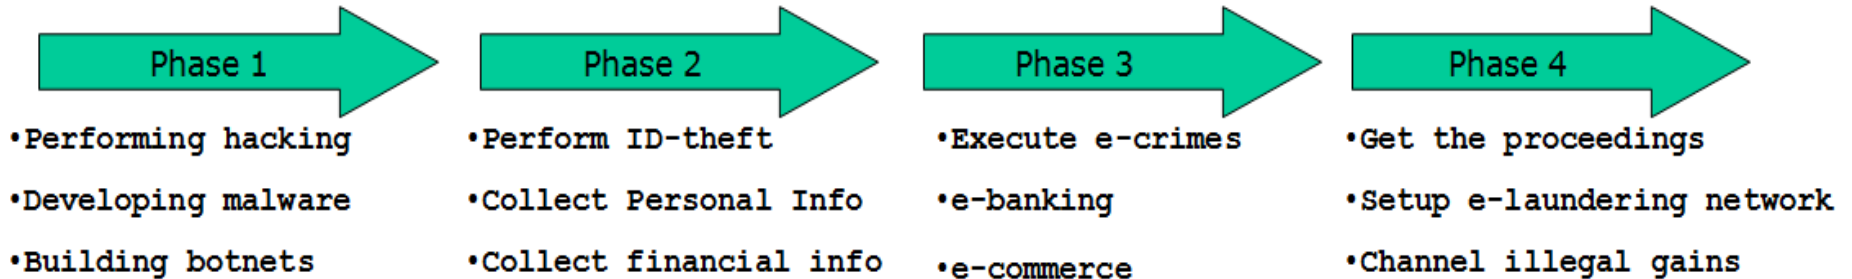 Phase 1
•Performing hacking
•Developing malware
•Building botnets
Phase 2
•Perform ID-theft
•Collect Personal Info
•Collect financial info
Phase 3
•Execute e-crimes
•e-banking
•e-commerce
Phase 4
•Get the proceedings
•Setup e-laundering network
•Channel illegal gains